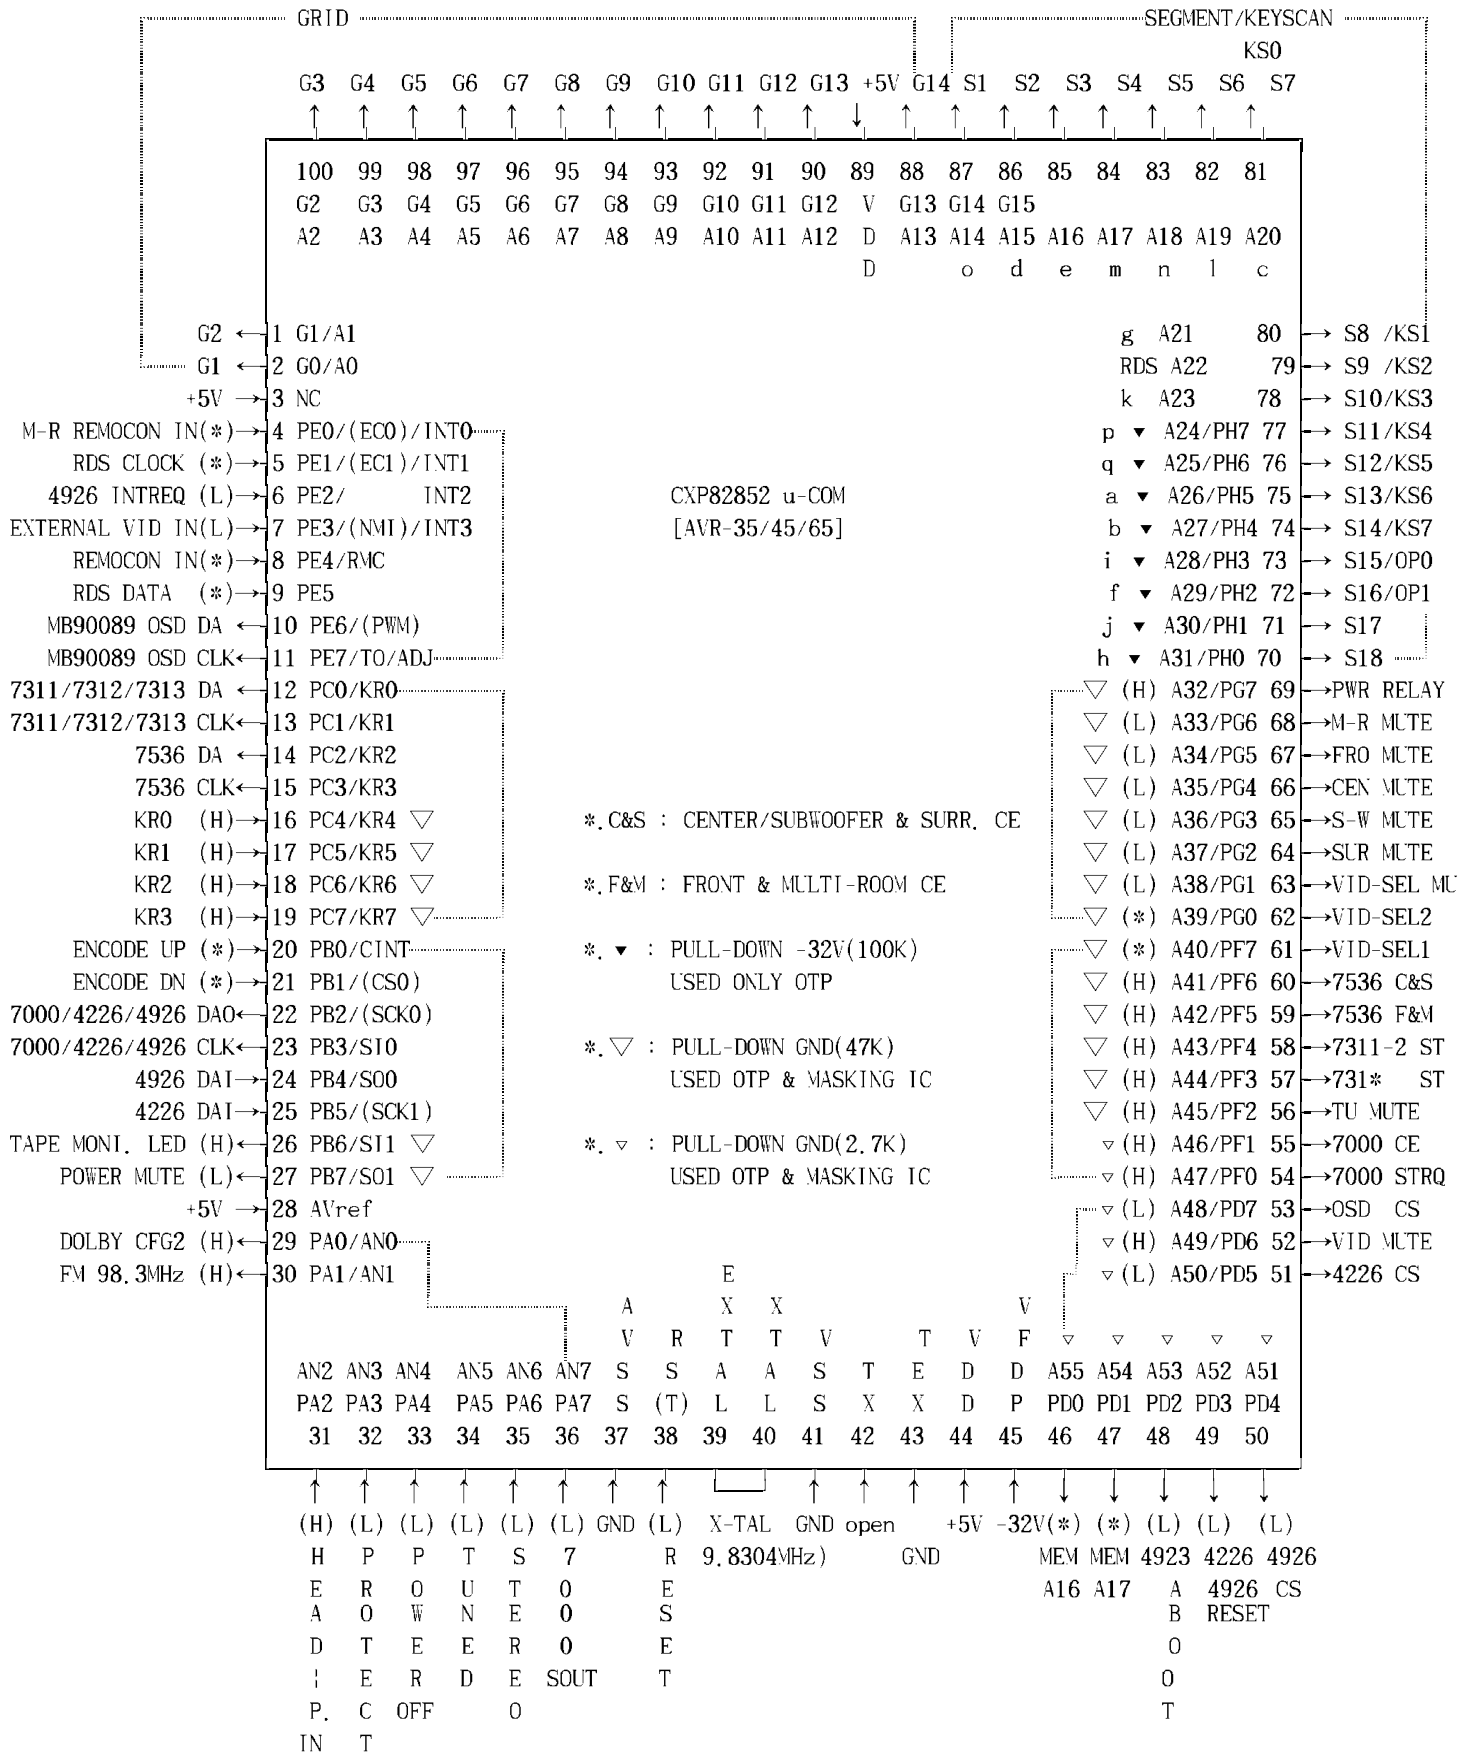 GRID SEGMENT/KEYSCAN
KS0
G3 G4 G5 G6 G7 G8 G9 G10 G11 G12 G13 +5V G14 S1 S2 S3 S4 S5 S6 S7
100 99 98 97 96 95 94 93 92 91 90 89 88 87 86 85 84 83 82 81
G2 G3 G4 G5 G6 G7 G8 G9 G10 G11 G12 V G13 G14 G15
A2 A3 A4 A5 A6 A7 A8 A9 A10 A11 A12 D A13 A14 A15 A16 A17 A18 A19 A20
D o d e m n l c
G2 ← 1 G1/A1 g A21 80 → S8 /KS1
G1 ← 2 G0/A0 RDS A22 79 → S9 /KS2
+5V → 3 NC k A23 78 → S10/KS3
M-R REMOCON IN(*)→ 4 PE0/(EC0)/INT0 p ▼ A24/PH7 77 → S11/KS4
RDS CLOCK (*)→ 5 PE1/(EC1)/INT1 q ▼ A25/PH6 76 → S12/KS5
4926 INTREQ (L)→ 6 PE2/ INT2 CXP82852 u-COM a ▼ A26/PH5 75 → S13/KS6
EXTERNAL VID IN(L)→ 7 PE3/(NMI)/INT3 [AVR-35/45/65] b ▼ A27/PH4 74 → S14/KS7
REMOCON IN(*)→ 8 PE4/RMC i ▼ A28/PH3 73 → S15/OP0
RDS DATA (*)→ 9 PE5 f ▼ A29/PH2 72 → S16/OP1
MB90089 OSD DA ← 10 PE6/(PWM) j ▼ A30/PH1 71 → S17
MB90089 OSD CLK← 11 PE7/TO/ADJ h ▼ A31/PH0 70 → S18
7311/7312/7313 DA ← 12 PC0/KR0 ▽ (H) A32/PG7 69 →PWR RELAY
7311/7312/7313 CLK← 13 PC1/KR1 ▽ (L) A33/PG6 68 →M-R MUTE
7536 DA ← 14 PC2/KR2 ▽ (L) A34/PG5 67 →FRO MUTE
7536 CLK← 15 PC3/KR3 ▽ (L) A35/PG4 66 →CEN MUTE
KR0 (H)→ 16 PC4/KR4 ▽ *.C&S : CENTER/SUBWOOFER & SURR. CE ▽ (L) A36/PG3 65 →S-W MUTE
KR1 (H)→ 17 PC5/KR5 ▽ ▽ (L) A37/PG2 64 →SUR MUTE
KR2 (H)→ 18 PC6/KR6 ▽ *.F&M : FRONT & MULTI-ROOM CE ▽ (L) A38/PG1 63 →VID-SEL MU
KR3 (H)→ 19 PC7/KR7 ▽ ▽ (*) A39/PG0 62 →VID-SEL2
ENCODE UP (*)→ 20 PB0/CINT *. ▼ : PULL-DOWN -32V(100K) ▽ (*) A40/PF7 61 →VID-SEL1
ENCODE DN (*)→ 21 PB1/(CS0) USED ONLY OTP ▽ (H) A41/PF6 60 →7536 C&S
7000/4226/4926 DAO← 22 PB2/(SCK0) ▽ (H) A42/PF5 59 →7536 F&M
7000/4226/4926 CLK← 23 PB3/SI0 *. ▽ : PULL-DOWN GND(47K) ▽ (H) A43/PF4 58 →7311-2 ST
4926 DAI→ 24 PB4/SO0 USED OTP & MASKING IC ▽ (H) A44/PF3 57 →731* ST
4226 DAI→ 25 PB5/(SCK1) ▽ (H) A45/PF2 56 →TU MUTE
TAPE MONI. LED (H)← 26 PB6/SI1 ▽ *. ▽ : PULL-DOWN GND(2.7K) ▽ (H) A46/PF1 55 →7000 CE
POWER MUTE (L)← 27 PB7/SO1 ▽ USED OTP & MASKING IC ▽ (H) A47/PF0 54 →7000 STRQ
+5V → 28 AVref ▽ (L) A48/PD7 53 →OSD CS
DOLBY CFG2 (H)← 29 PA0/AN0 ▽ (H) A49/PD6 52 →VID MUTE
FM 98.3MHz (H)← 30 PA1/AN1 E ▽ (L) A50/PD5 51 →4226 CS
A X X V
V R T T V T V F ▽ ▽ ▽ ▽ ▽
AN2 AN3 AN4 AN5 AN6 AN7 S S A A S T E D D A55 A54 A53 A52 A51
PA2 PA3 PA4 PA5 PA6 PA7 S (T) L L S X X D P PD0 PD1 PD2 PD3 PD4
31 32 33 34 35 36 37 38 39 40 41 42 43 44 45 46 47 48 49 50
(H) (L) (L) (L) (L) (L) GND (L) X-TAL GND open +5V -32V(*) (*) (L) (L) (L)
H P P T S 7 R 9.8304MHz) GND MEM MEM 4923 4226 4926
E R O U T 0 E A16 A17 A 4926 CS
A O W N E 0 S B RESET
D T E E R 0 E O
¦ E R D E SOUT T O
P. C OFF O T
IN T